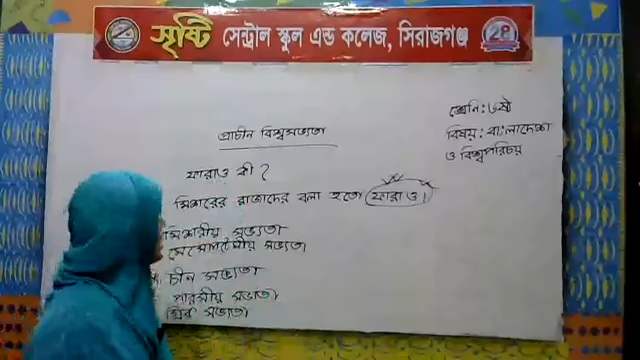 সৃষ্টি সেন্ট্রাল স্কুল এন্ড কলেজ, সিরাজগঞ্জ
শ্রেনি: ৬ষ্ঠ
বিষয়: বাংলাদেশ
ও বিশ্বপরিচয়
প্রাচীন বিশ্বসভ্যতা
ফারাও কী?
মিশরের রাজাদের বলা হতো ফারাও।
মিশরীয় সভ্যতা
মেসোপটেমীয় সভ্যতা
চীন সভ্যতা
পারসীয় সভ্যতা
গ্রিক সভ্যতা